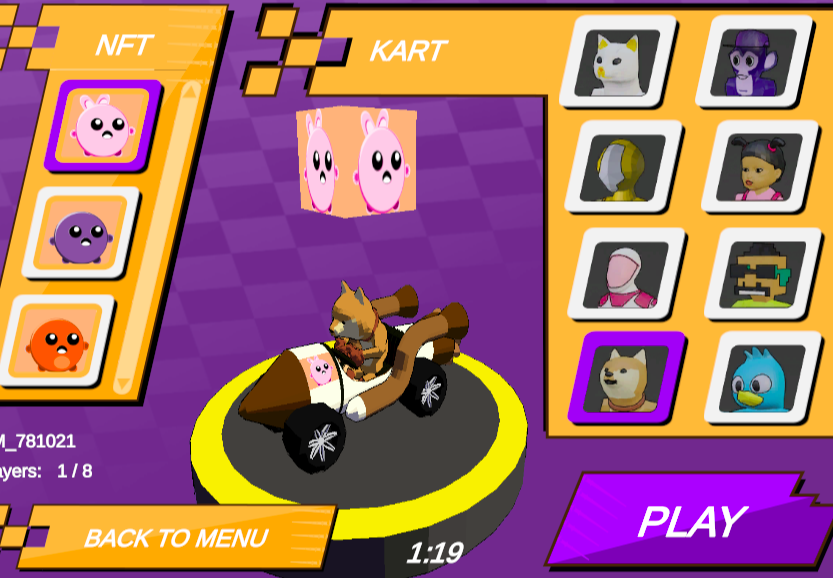 NFT
KART
M_781021
ayers: 1 / 8
BACK TO MENU
1:19
PLAY